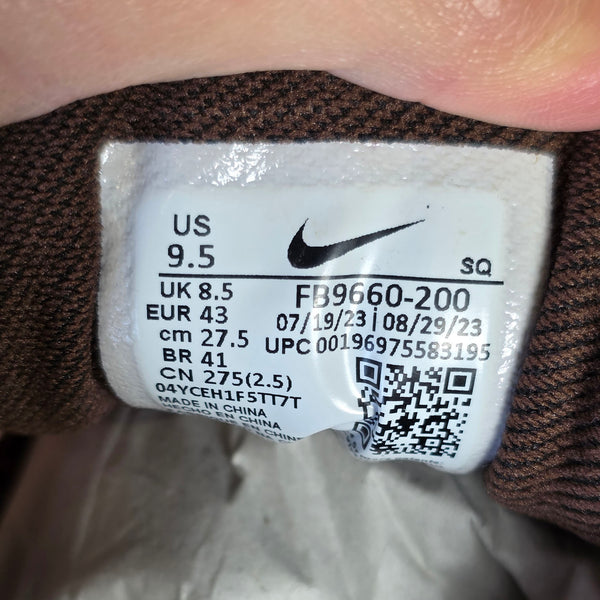 US
9.5
SQ
UK 8.5
EUR 43
cm 27.5
BR 41
CN 275(2.5)
04YCEH1F5TT7T
MADE IN CHINA
HECHO EN CHINA
FB9660-200
07/19/23 | 08/29/23
UPC 00196975583195